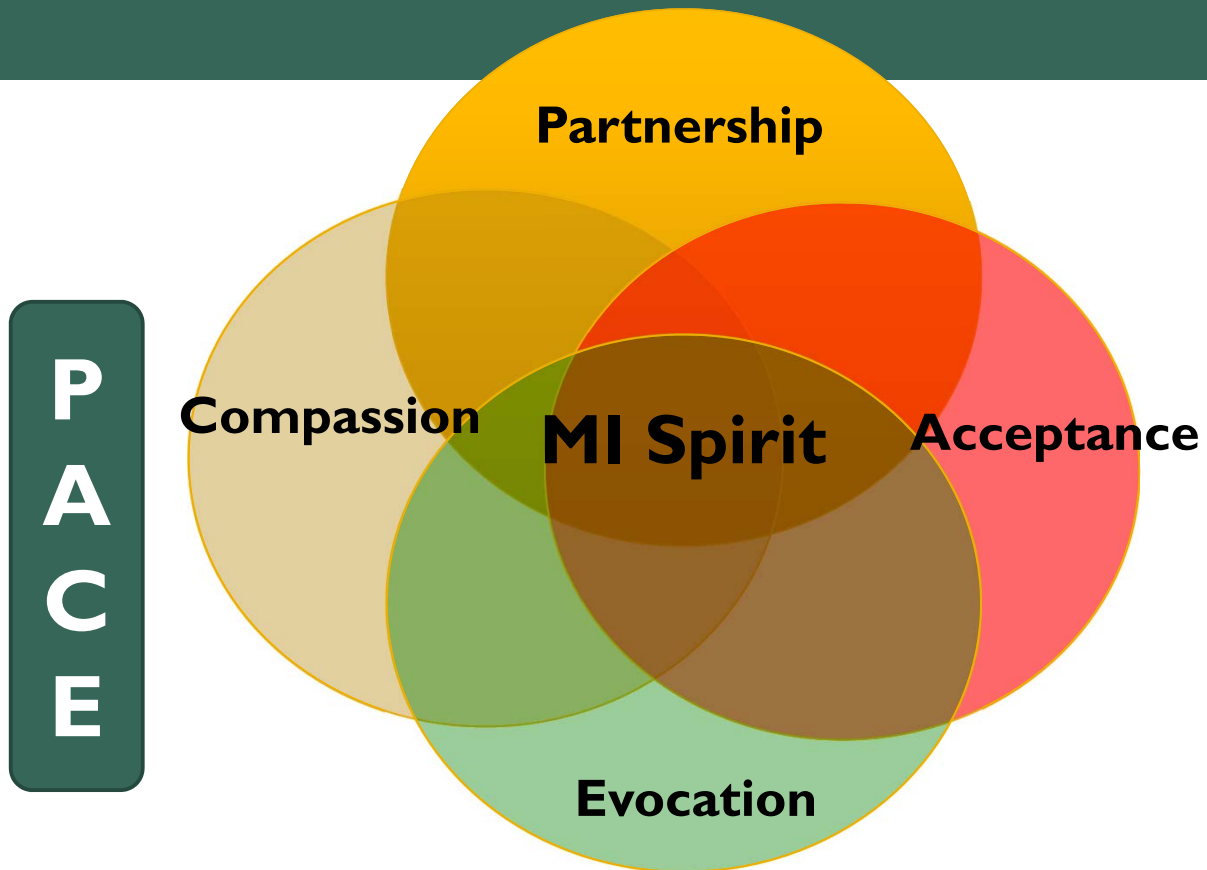 Partnership
P
A
C
E
Compassion
MI Spirit
Acceptance
Evocation